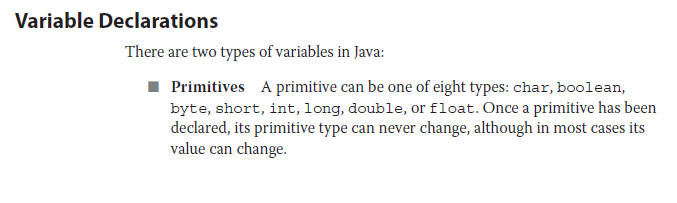 Variable Declarations
There are two types of variables in Java:
■ Primitives A primitive can be one of eight types: char, boolean,
byte, short, int, long, double, or float. Once a primitive has been
declared, its primitive type can never change, although in most cases its
value can change.